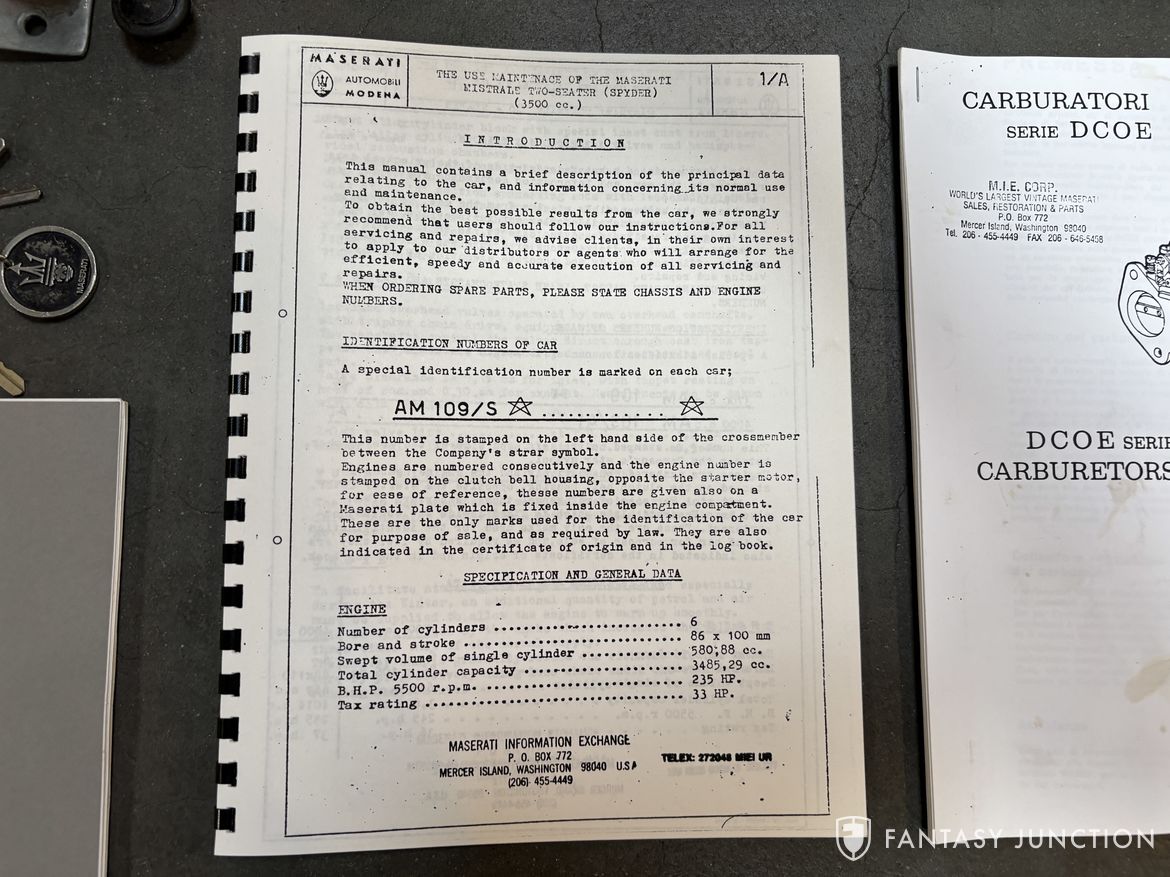 MASERATI
AUTOMOBILI
MODENA
THE USE MAINTENACE OF THE MASERATI
MISTRALE TWO-SEATER (SPYDER)
(3500 cc.)
1/A
INTRODUCTION
This manual contains a brief description of the principal data
relating to the car, and information concerning its normal use
and maintenance.
To obtain the best possible results from the car, we strongly
recommend that users should follow our instructions.For all
servicing and repairs, we advise clients, in their own interest
to apply to our distributors or agents who will arrange for the
efficient, speedy and accurate execution of all servicing and
repairs.
WHEN ORDERING SPARE PARTS, PLEASE STATE CHASSIS AND ENGINE
NUMBERS.
IDENTIFICATION NUMBERS OF CAR
A special identification number is marked on each car;
AM 109/S ☆ ............ ☆
This number is stamped on the left hand side of the crossmember
between the Company's strar symbol.
Engines are numbered consecutively and the engine number is
stamped on the clutch bell housing, opposite the starter motor,
for ease of reference, thesse numbers are given also on a
Maserati plate which is fixed inside the engine compatment.
These are the only marks used for the identification of the car
for purpose of sale, and as required by law. They are also
indicated in the certificate of origin and in the log book.
SPECIFICATION AND GENERAL DATA
ENGINE
Number of cylinders ........................ 6
Bore and stroke ............................ 86 x 100 mm
Swept volume of single cylinder ............ 580,88 cc.
Total cylinder capacity .................... 3485,29 cc.
B.H.P. 5500 r.p.m. ......................... 235 HP.
Tax rating ................................. 33 HP.
MASERATI INFORMATION EXCHANGE
P. O. BOX 772
MERCER ISLAND, WASHINGTON 98040 U.S.A
(206) 455-4449
TELEX: 272048 MIEI UR
CARBURATORI
SERIE DCOE
M.I.E. CORP.
WORLD'S LARGEST VINTAGE MASERATI
SALES, RESTORATION & PARTS
P.O. Box 772
Mercer Island, Washington 98040
Tel. 206 - 455-4449 FAX 206 - 646-5458
DCOE SERIE
CARBURETORS
MASERATI
FANTASY JUNCTION